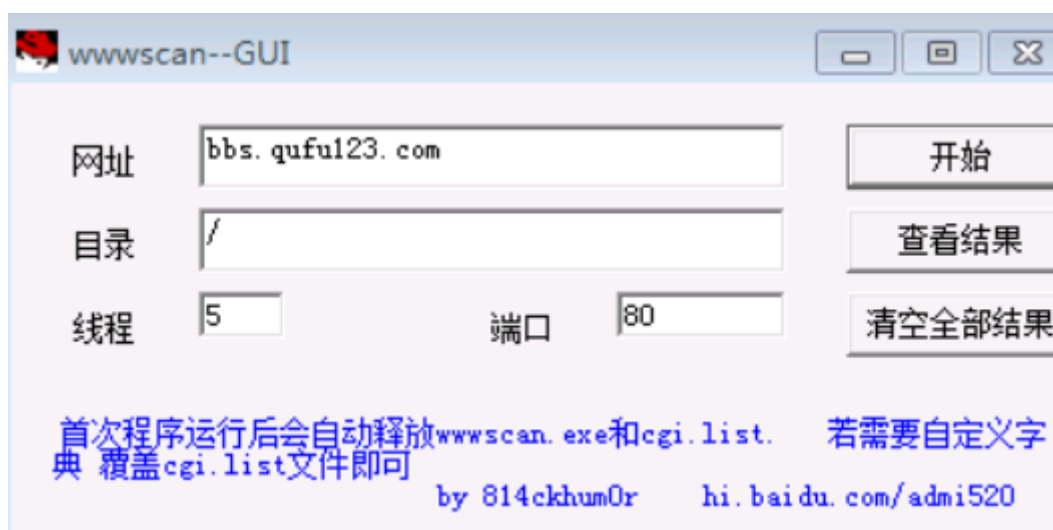 wwwscan--GUI
网址 bbs.qufu123.com 开始
目录 / 查看结果
线程 5 端口 80 清空全部结果
首次程序运行后会自动释放wwwscan.exe和cgi.list. 若需要自定义字
典 覆盖cgi.list文件即可
by 814ckhum0r hi.baidu.com/admi520